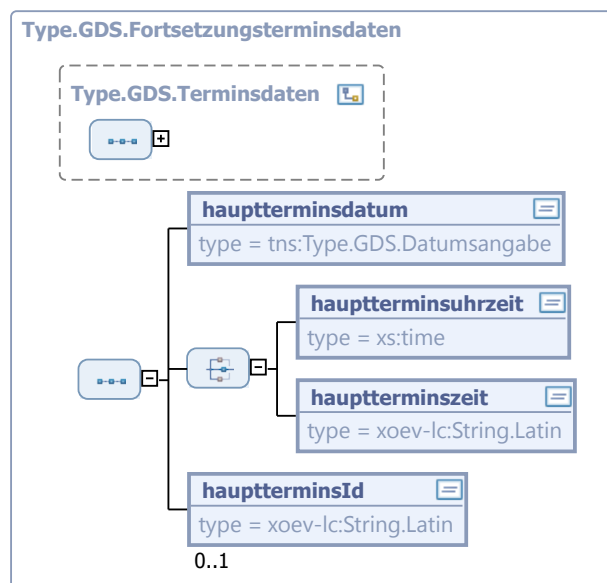 Type.GDS.Fortsetzungsterminsdaten
Type.GDS.Terminsdaten
hauptterminsdatum
type = tns:Type.GDS.Datumsangabe
hauptterminsuhrzeit
type = xs:time
hauptterminszeit
type = xoev-lc:String.Latin
hauptterminsId
type = xoev-lc:String.Latin
0..1